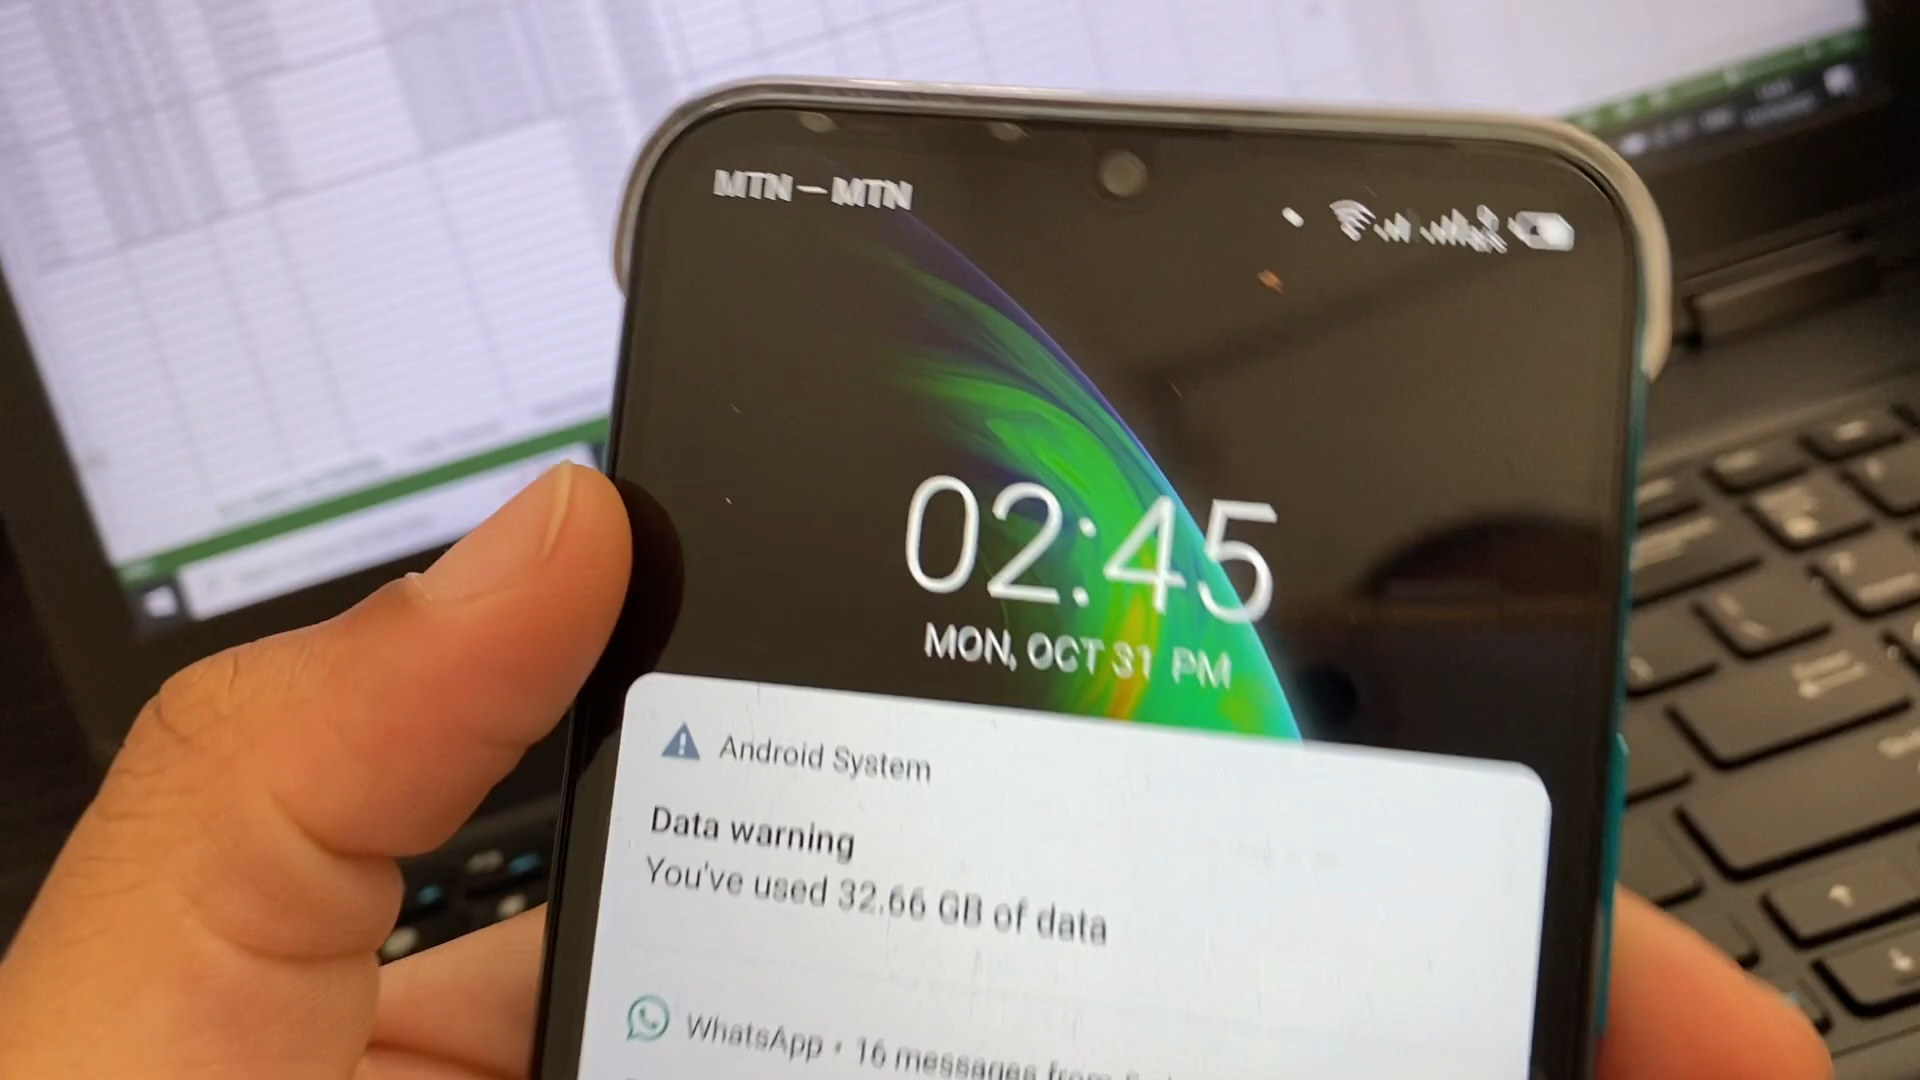 MTN — MTN
02:45
MON, OCT 31 PM
Android System
Data warning
You've used 32.66 GB of data
WhatsApp • 16 messages from